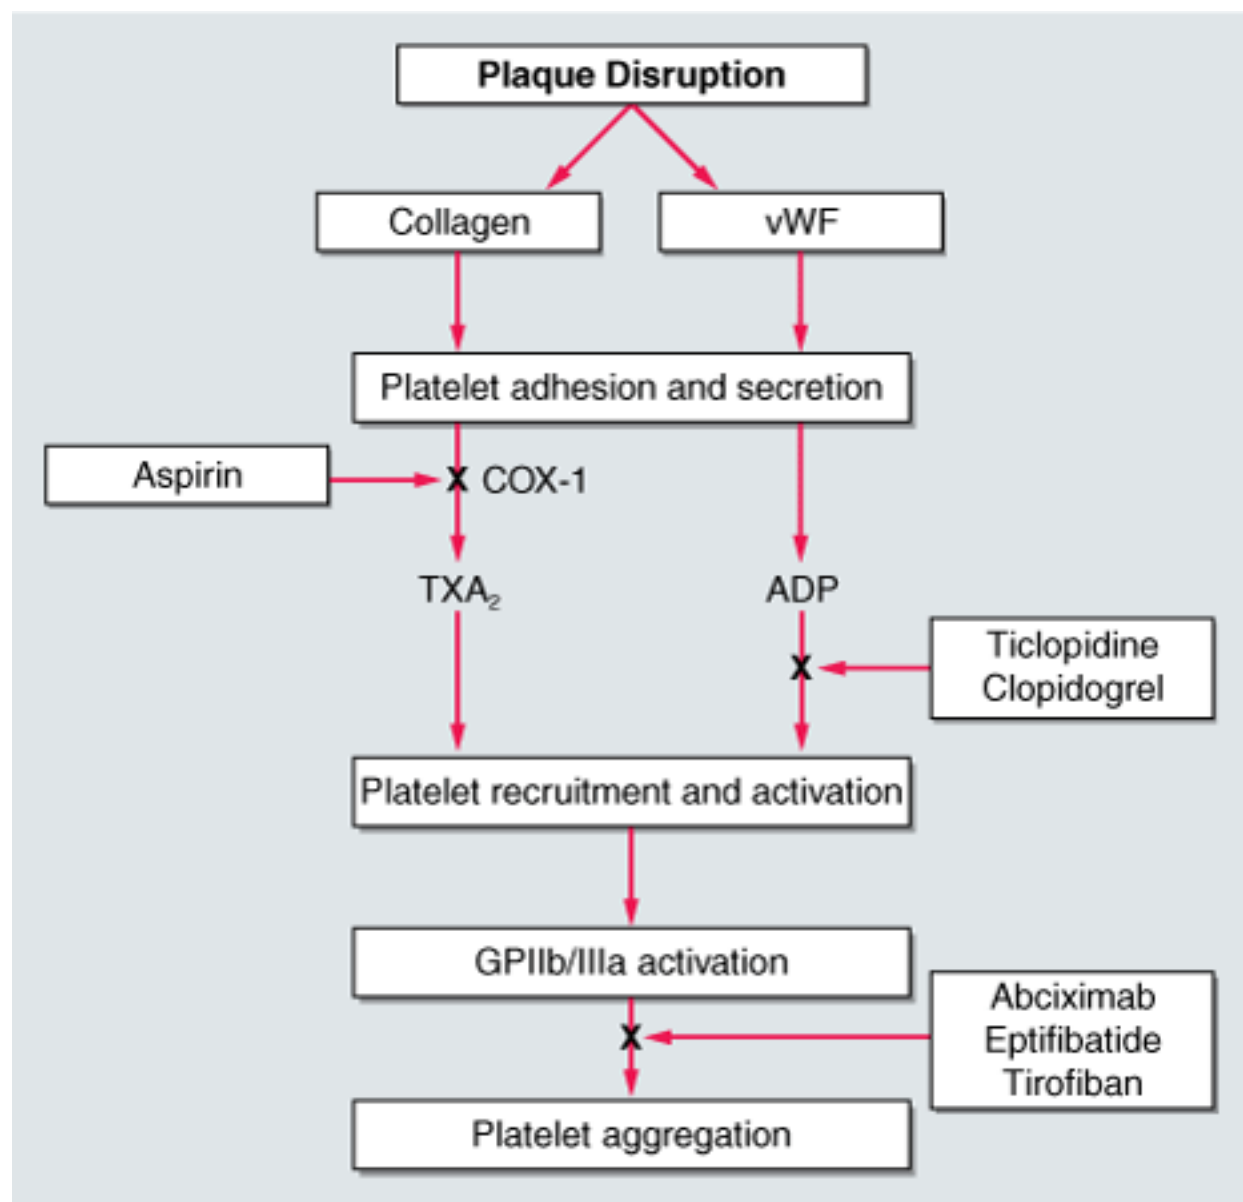 Plaque Disruption
Collagen
vWF
Platelet adhesion and secretion
Aspirin
X COX-1
TXA₂
ADP
X
Ticlopidine
Clopidogrel
Platelet recruitment and activation
GPIIb/IIIa activation
X
Abciximab
Eptifibatide
Tirofiban
Platelet aggregation